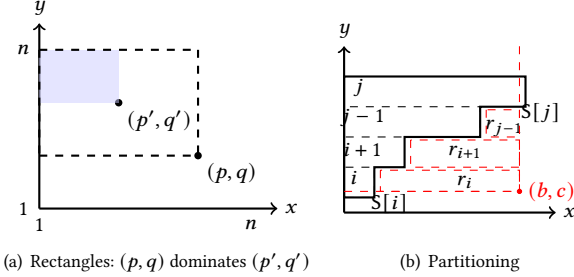 y
n
(p′, q′)
(p, q)
1
1
n
x
y
j
S[j]
j − 1
r_{j−1}
i + 1
r_{i+1}
i
r_i
(b, c)
S[i]
x
(a) Rectangles: (p, q) dominates (p′, q′)
(b) Partitioning